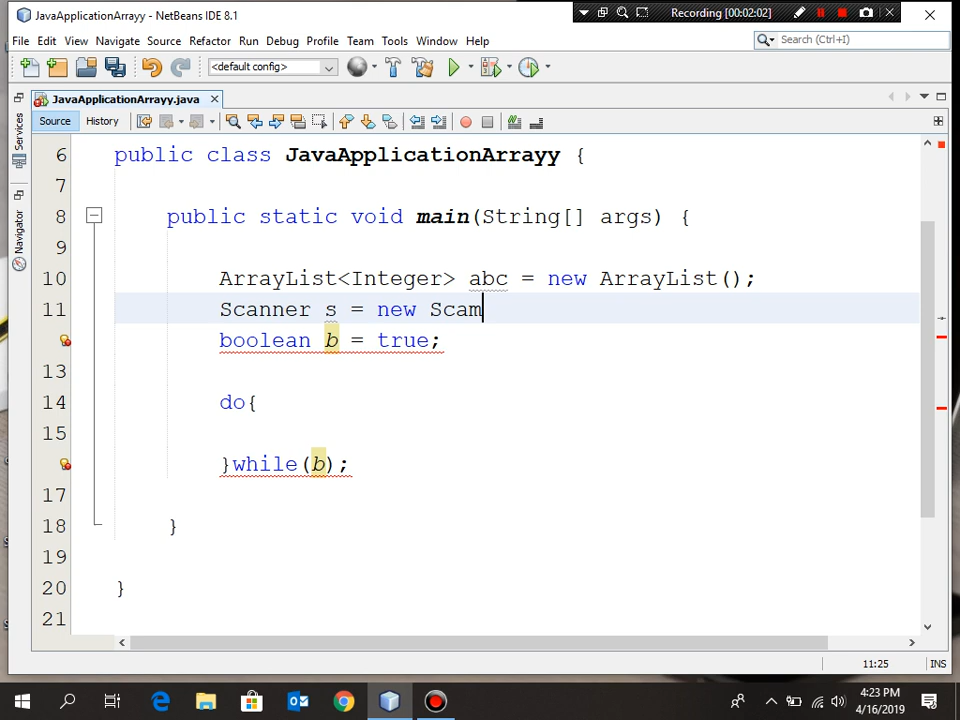 JavaApplicationArrayy - NetBeans IDE 8.1
Recording [00:02:02]
File Edit View Navigate Source Refactor Run Debug Profile Team Tools Window Help
Search (Ctrl+I)
<default config>
JavaApplicationArrayy.java
Source History
Services
Navigator
6 public class JavaApplicationArrayy {
7
8 public static void main(String[] args) {
9
10 ArrayList<Integer> abc = new ArrayList();
11 Scanner s = new Scam
boolean b = true;
13
14 do{
15
}while(b);
17
18 }
19
20 }
21
11:25 INS
4:23 PM
4/16/2019